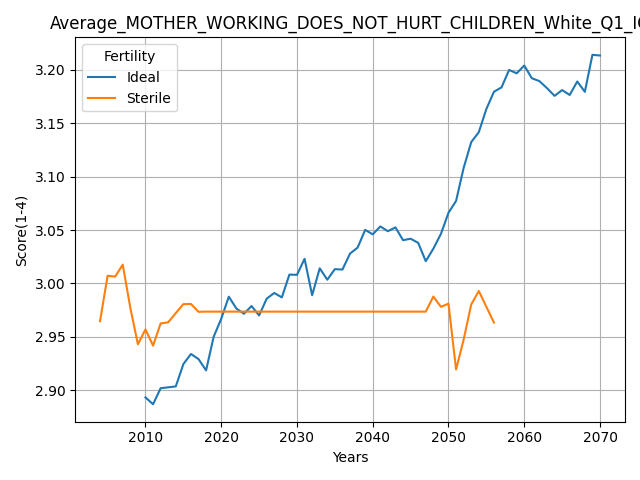 Average_MOTHER_WORKING_DOES_NOT_HURT_CHILDREN_White_Q1_I
Fertility
Ideal
Sterile
Score(1-4)
3.20
3.15
3.10
3.05
3.00
2.95
2.90
2010 2020 2030 2040 2050 2060 2070
Years